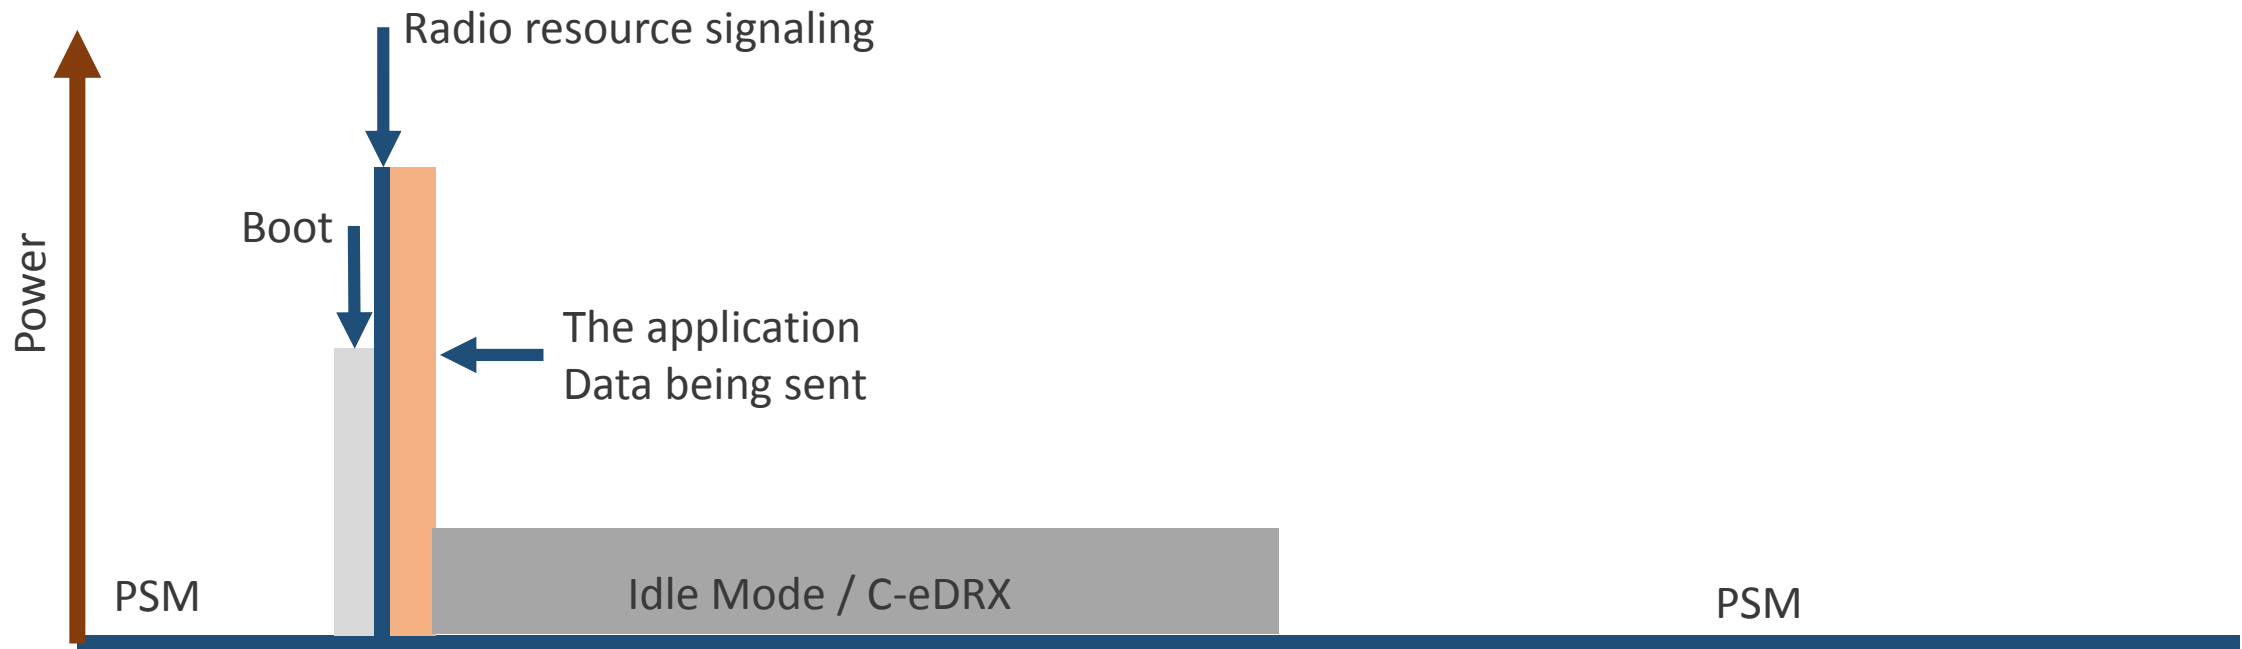 Radio resource signaling
Boot
Power
The application
Data being sent
PSM
Idle Mode / C-eDRX
PSM